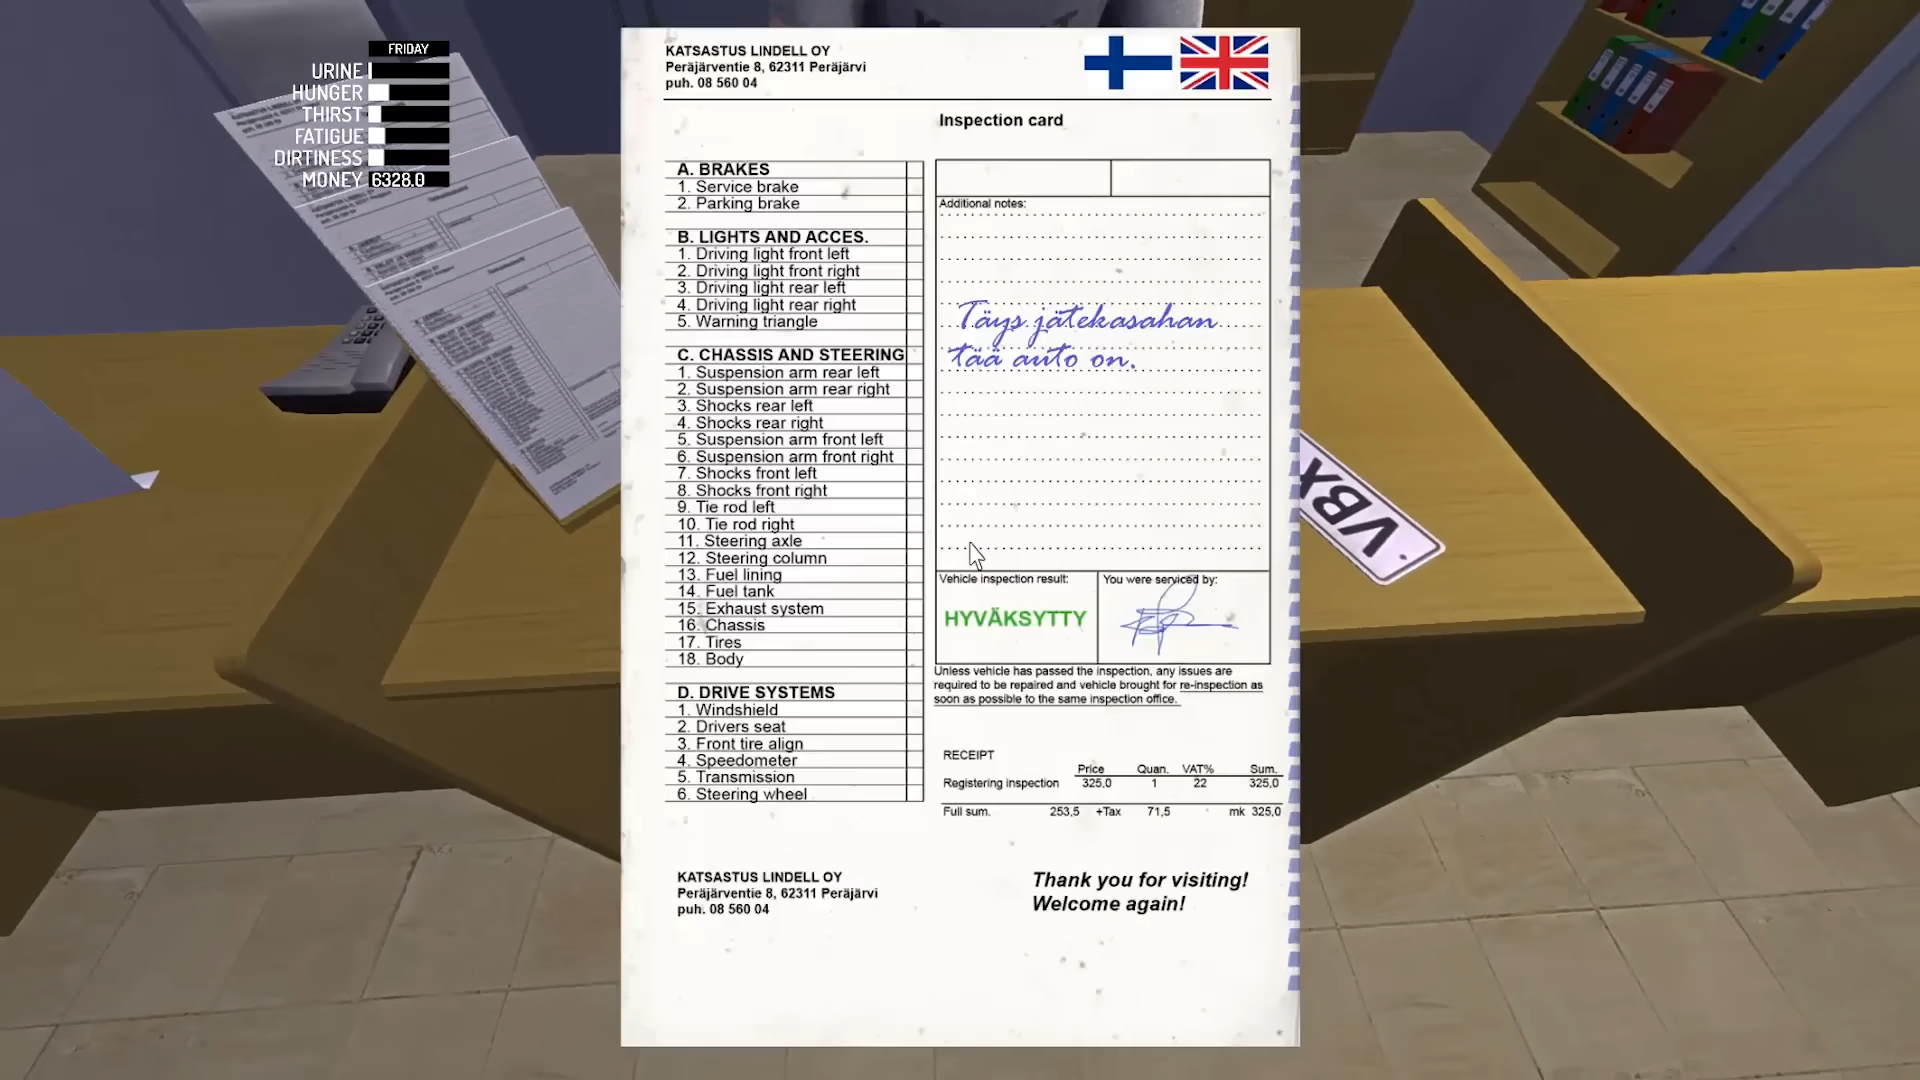 FRIDAY
URINE
HUNGER
THIRST
FATIGUE
DIRTINESS
MONEY 6328.0
KATSASTUS LINDELL OY
Peräjärventie 8, 62311 Peräjärvi
puh. 08 560 04
Inspection card
A. BRAKES
1. Service brake
2. Parking brake
B. LIGHTS AND ACCES.
1. Driving light front left
2. Driving light front right
3. Driving light rear left
4. Driving light rear right
5. Warning triangle
C. CHASSIS AND STEERING
1. Suspension arm rear left
2. Suspension arm rear right
3. Shocks rear left
4. Shocks rear right
5. Suspension arm front left
6. Suspension arm front right
7. Shocks front left
8. Shocks front right
9. Tie rod left
10. Tie rod right
11. Steering axle
12. Steering column
13. Fuel lining
14. Fuel tank
15. Exhaust system
16. Chassis
17. Tires
18. Body
D. DRIVE SYSTEMS
1. Windshield
2. Drivers seat
3. Front tire align
4. Speedometer
5. Transmission
6. Steering wheel
Additional notes:
Täys jätekasahan
tää auto on.
Vehicle inspection result:
HYVÄKSYTTY
You were serviced by:
Unless vehicle has passed the inspection, any issues are
required to be repaired and vehicle brought for re-inspection as
soon as possible to the same inspection office.
RECEIPT
Price Quan. VAT% Sum.
Registering inspection 325,0 1 22 325,0
Full sum. 253,5 +Tax 71,5 mk 325,0
KATSASTUS LINDELL OY
Peräjärventie 8, 62311 Peräjärvi
puh. 08 560 04
Thank you for visiting!
Welcome again!
VBX